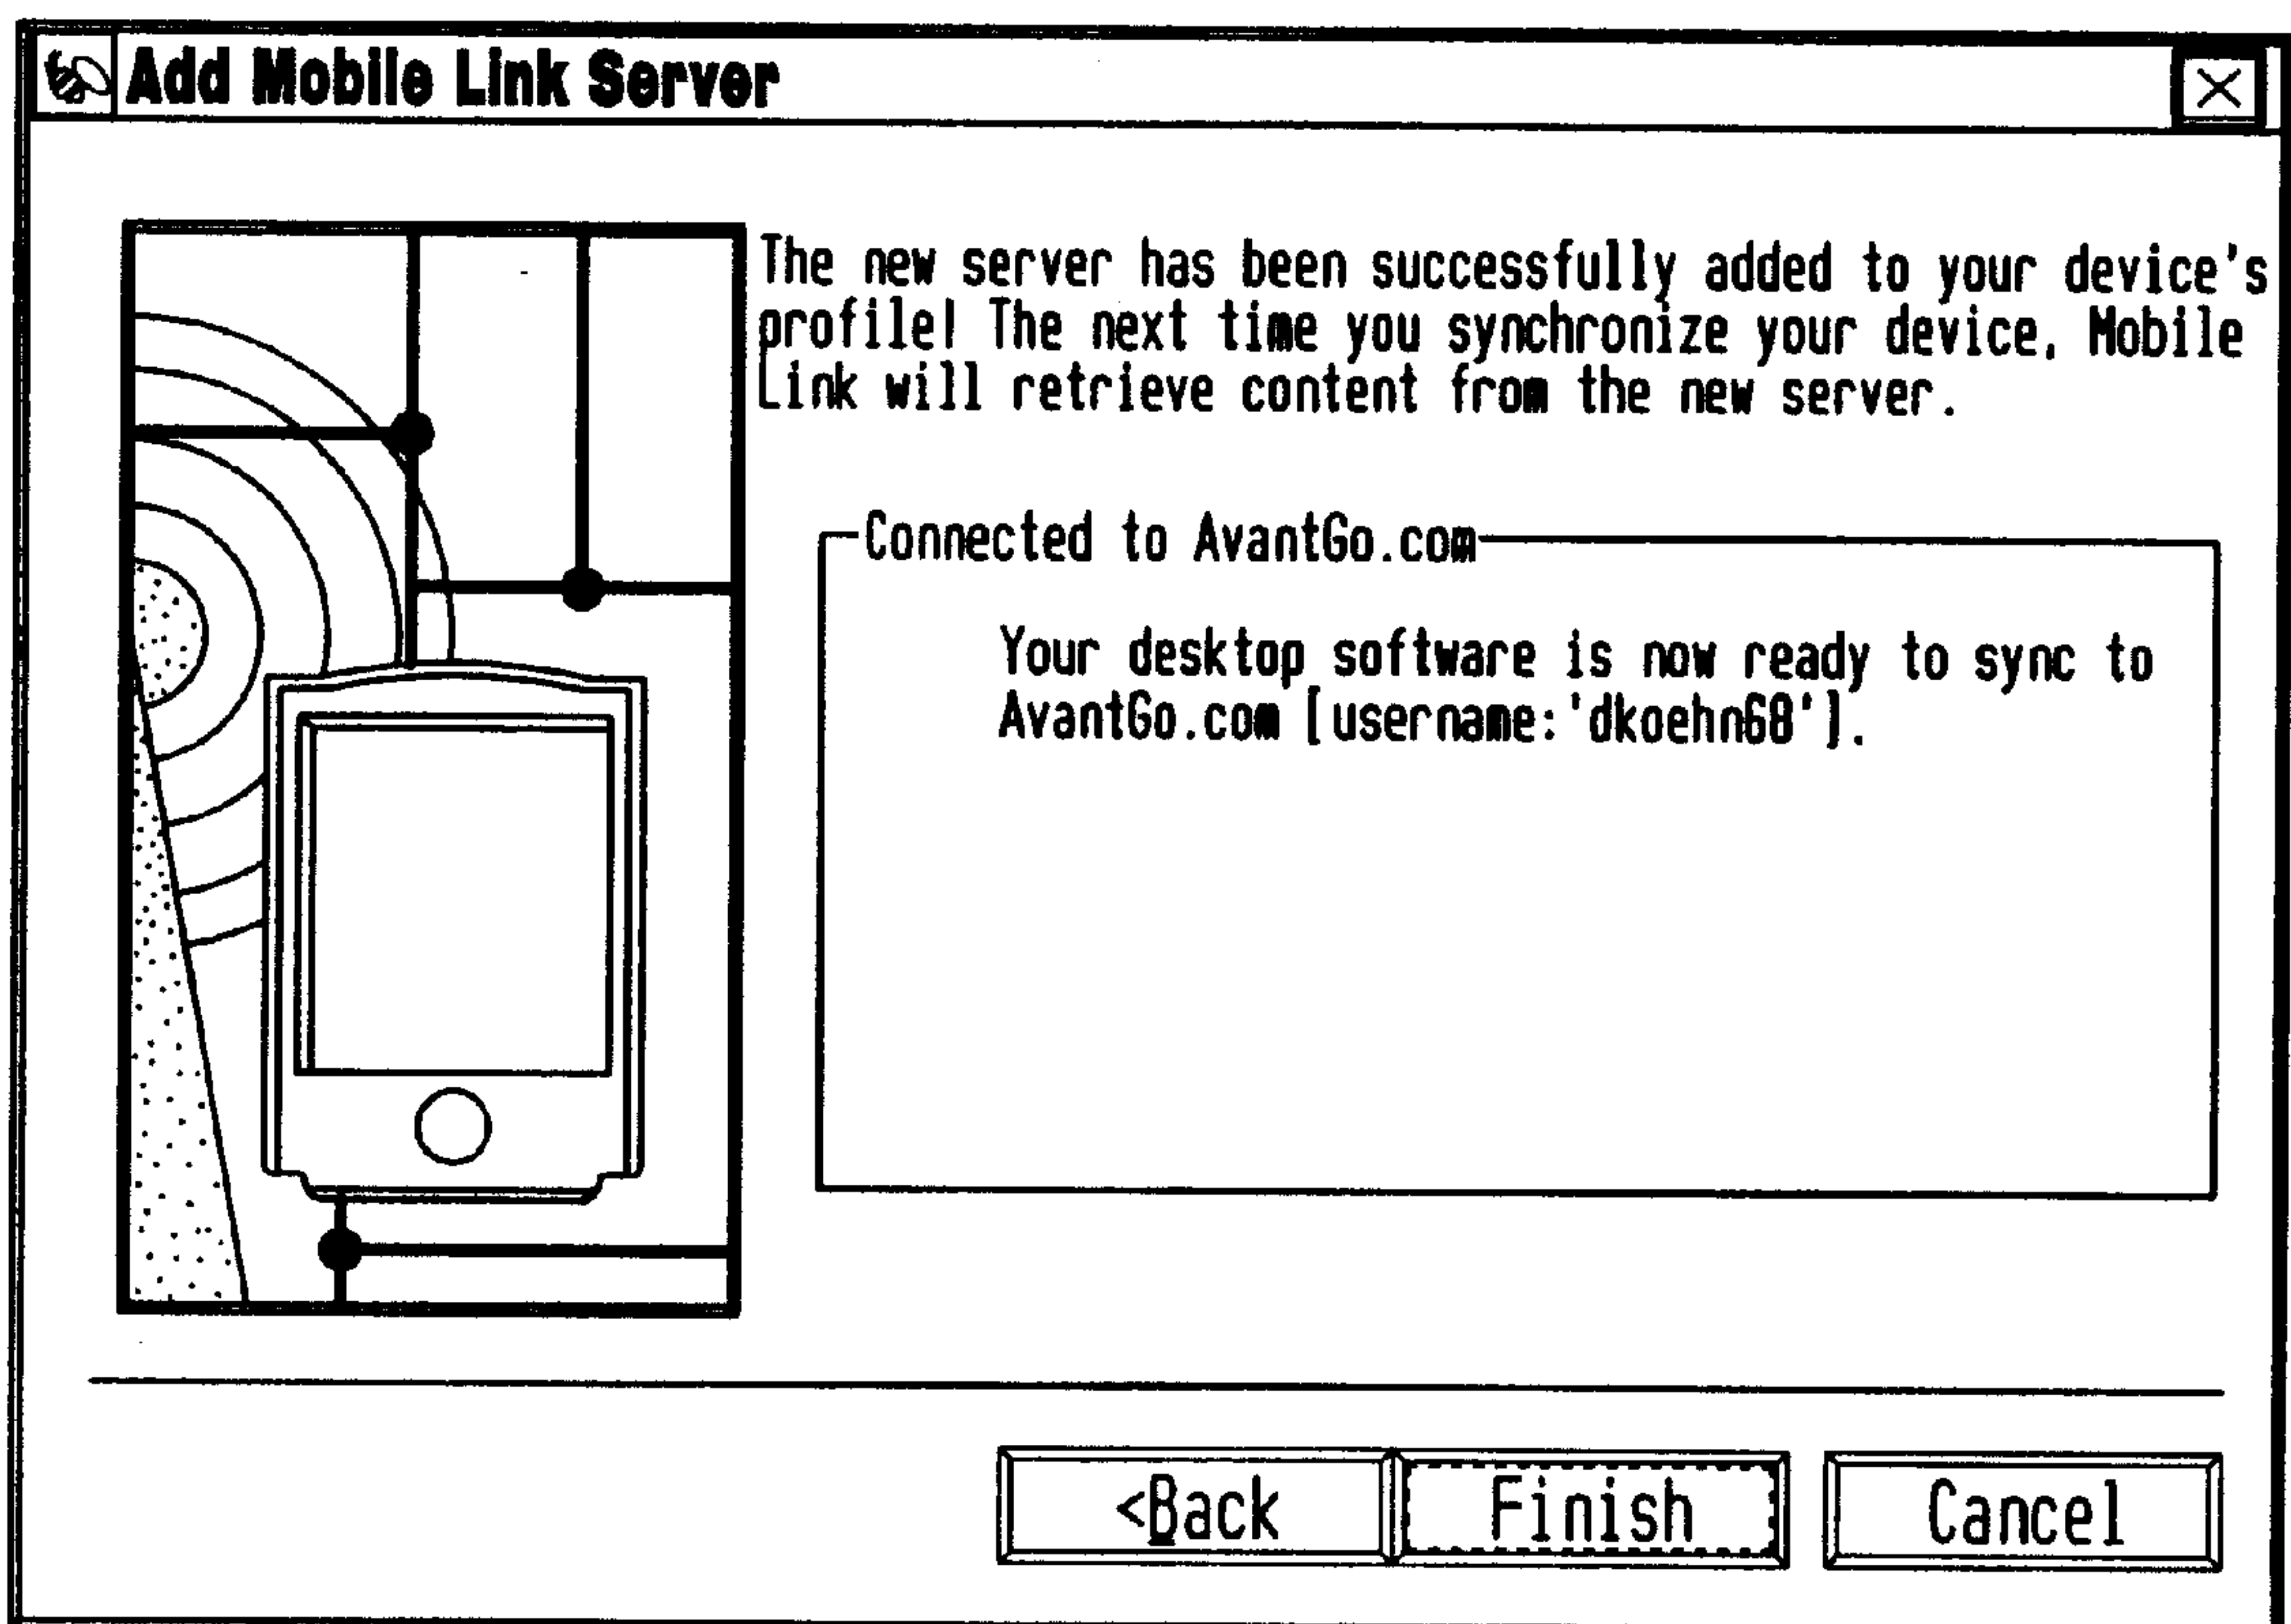 Add Mobile Link Server
The new server has been successfully added to your device's
profile! The next time you synchronize your device, Mobile
Link will retrieve content from the new server.
Connected to AvantGo.com
Your desktop software is now ready to sync to
AvantGo.com [username:'dkoehn68'].
<Back Finish Cancel